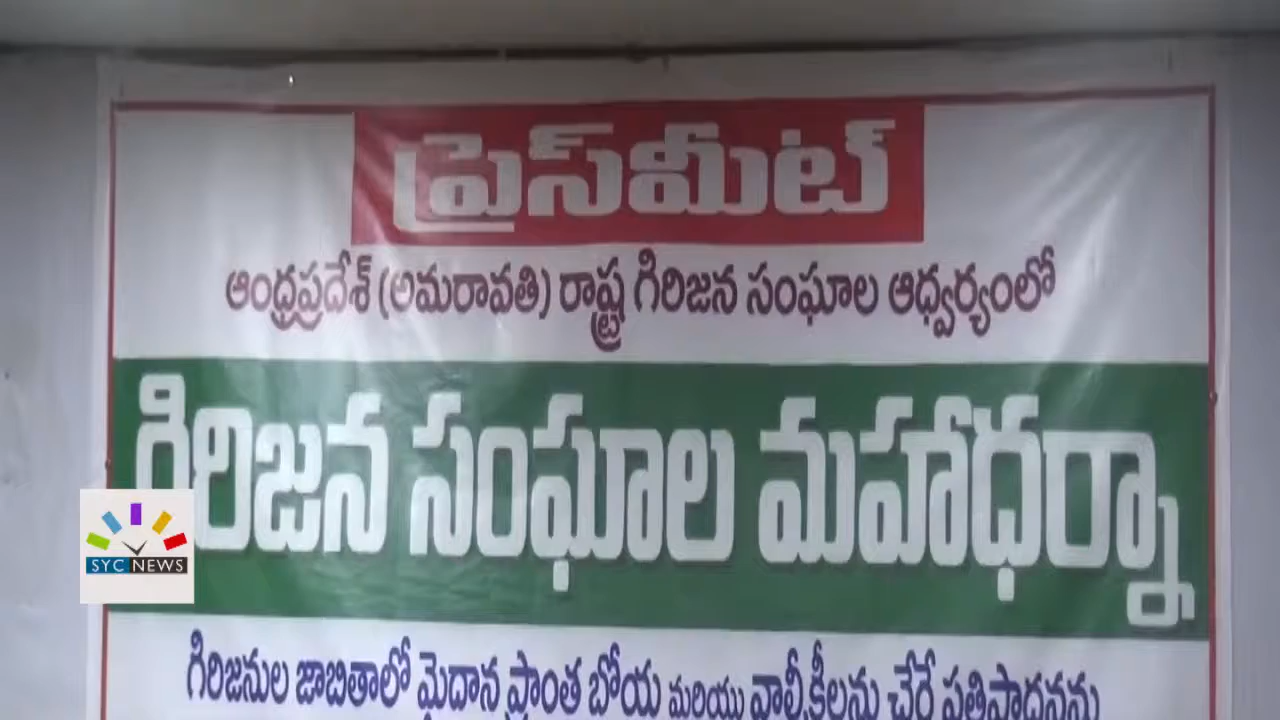 ప్రెస్‌మీట్
ఆంధ్రప్రదేశ్ (అమరావతి) రాష్ట్ర గిరిజన సంఘాల ఆధ్వర్యంలో
గిరిజన సంఘాల మహాధర్నా
SYC NEWS
గిరిజనుల జాబితాలో మైదాన ప్రాంత బోయ మరియు వాల్మీకీలను చేర్చే ప్రతిపాదనను